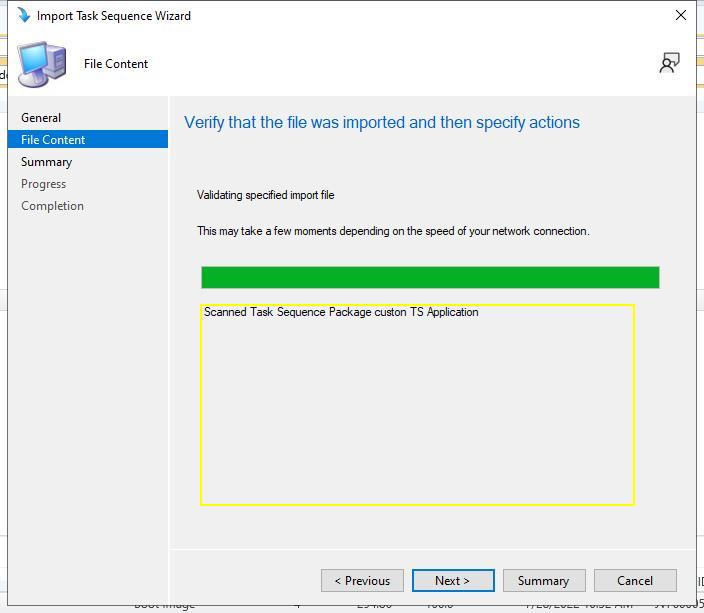 Import Task Sequence Wizard
File Content
General
File Content
Summary
Progress
Completion
Verify that the file was imported and then specify actions
Validating specified import file
This may take a few moments depending on the speed of your network connection.
Scanned Task Sequence Package custon TS Application
< Previous
Next >
Summary
Cancel